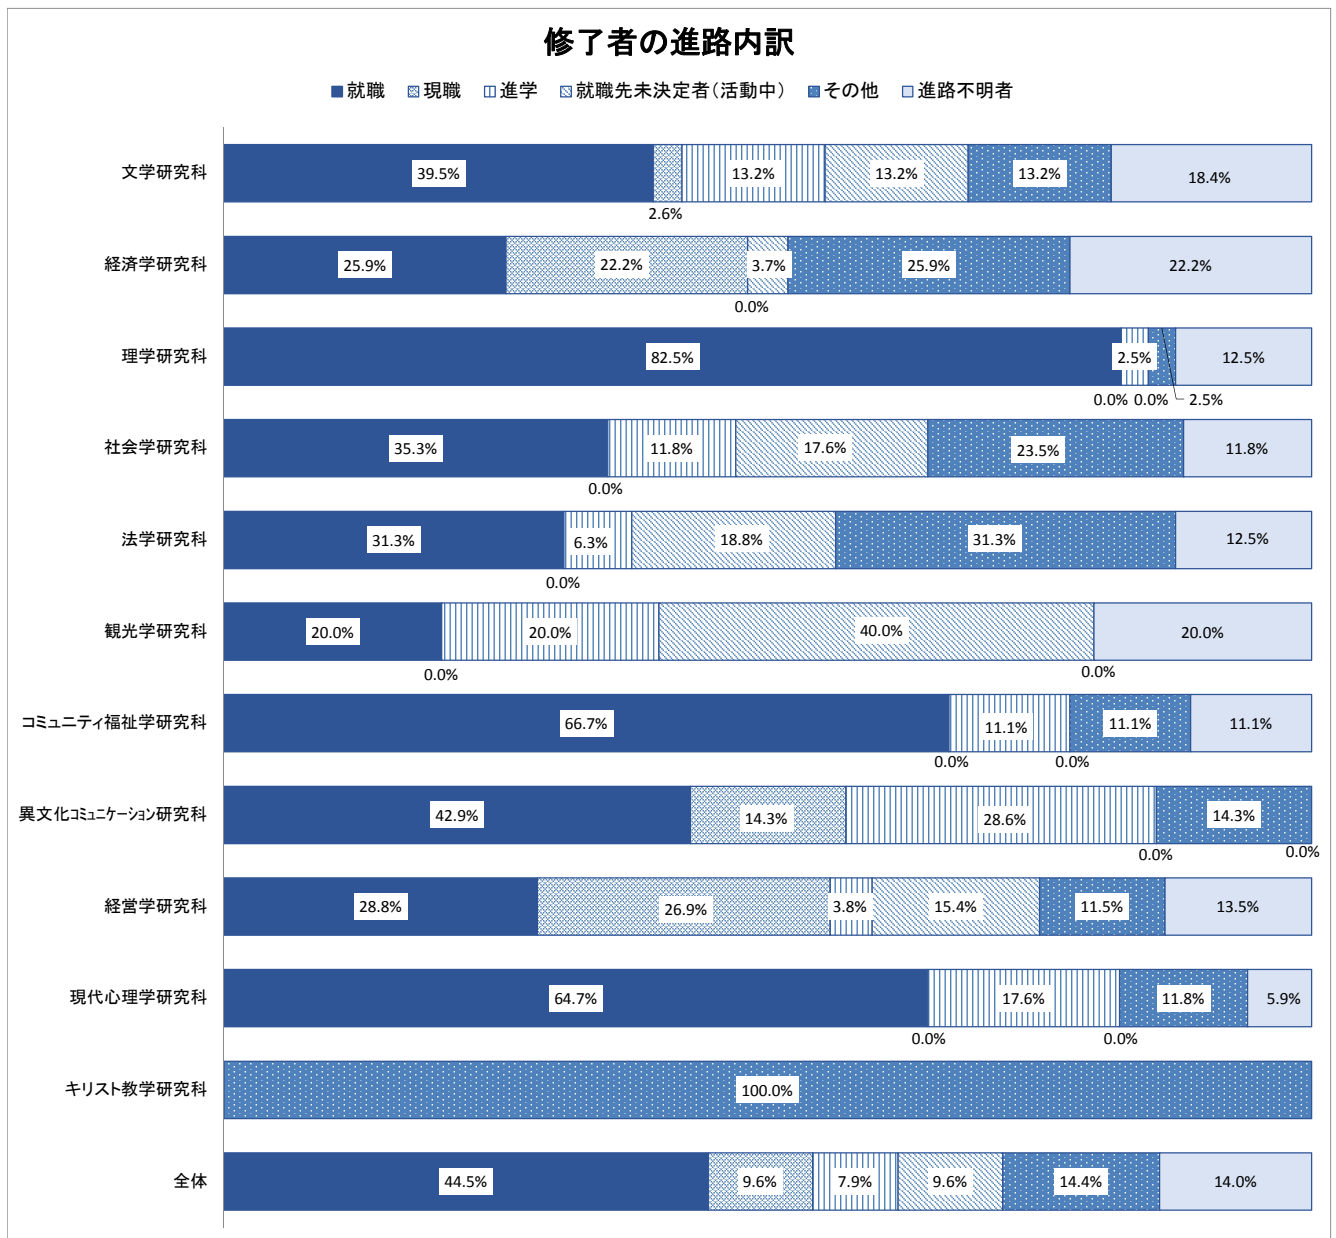 修了者の進路内訳
就職 現職 進学 就職先未決定者(活動中) その他 進路不明者
文学研究科 39.5% 13.2% 13.2% 13.2% 18.4%
2.6%
経済学研究科 25.9% 22.2% 3.7% 25.9% 22.2%
0.0%
理学研究科 82.5% 2.5% 12.5%
0.0% 0.0% 2.5%
社会学研究科 35.3% 11.8% 17.6% 23.5% 11.8%
0.0%
法学研究科 31.3% 6.3% 18.8% 31.3% 12.5%
0.0%
観光学研究科 20.0% 20.0% 40.0% 20.0%
0.0% 0.0%
コミュニティ福祉学研究科 66.7% 11.1% 11.1% 11.1%
0.0% 0.0%
異文化コミュニケーション研究科 42.9% 14.3% 28.6% 14.3%
0.0% 0.0%
経営学研究科 28.8% 26.9% 3.8% 15.4% 11.5% 13.5%
現代心理学研究科 64.7% 17.6% 11.8% 5.9%
0.0% 0.0%
キリスト教学研究科 100.0%
全体 44.5% 9.6% 7.9% 9.6% 14.4% 14.0%